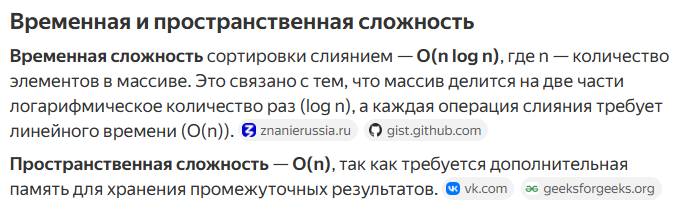 Временная и пространственная сложность
Временная сложность сортировки слиянием — O(n log n), где n — количество
элементов в массиве. Это связано с тем, что массив делится на две части
логарифмическое количество раз (log n), а каждая операция слияния требует
линейного времени (O(n)). znanierussia.ru gist.github.com
Пространственная сложность — O(n), так как требуется дополнительная
память для хранения промежуточных результатов. vk.com geeksforgeeks.org